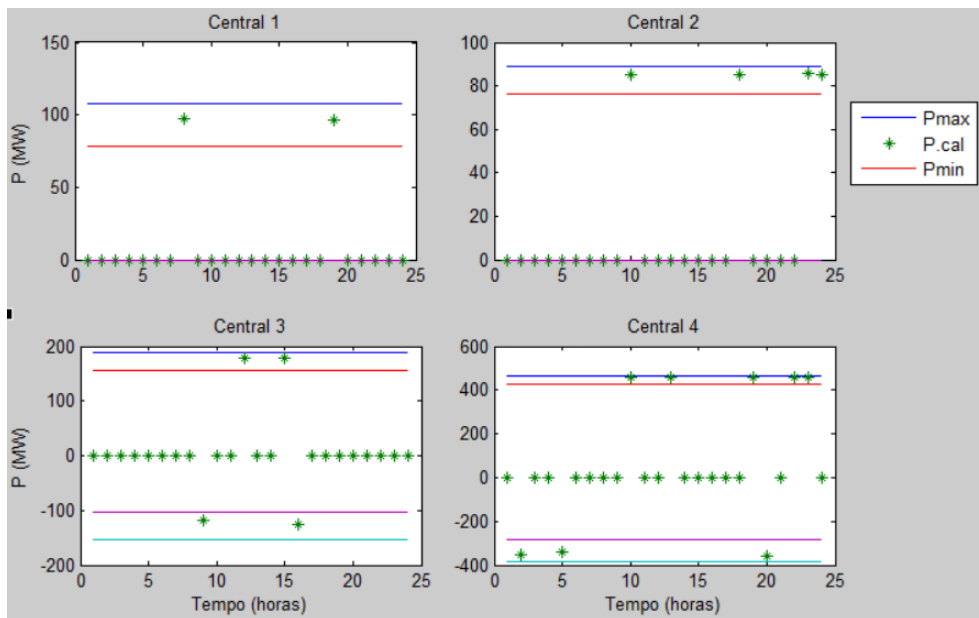 Central 1
150
100
50
0
P (MW)
0 5 10 15 20 25
Central 2
100
80
60
40
20
0
0 5 10 15 20 25
Pmax
P.cal
Pmin
Central 3
200
100
0
-100
-200
P (MW)
0 5 10 15 20 25
Tempo (horas)
Central 4
600
400
200
0
-200
-400
0 5 10 15 20 25
Tempo (horas)